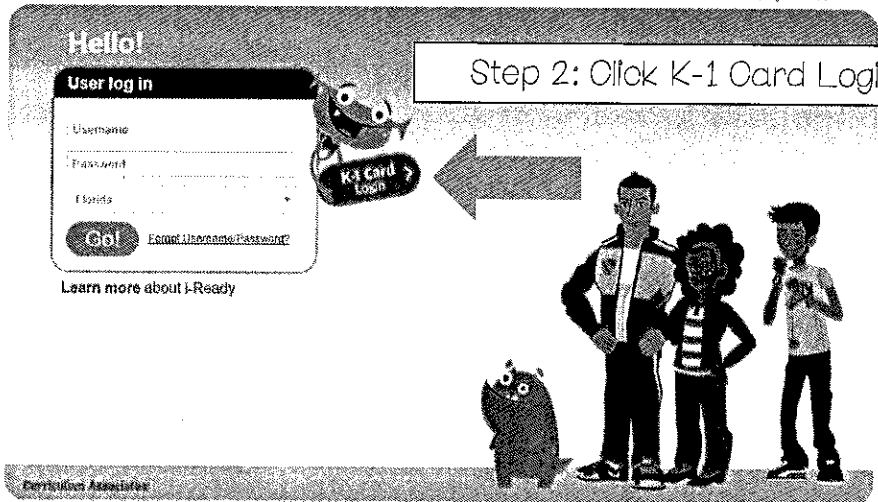 Hello!
Step 2: Click K-1 Card Logi
User log in
Username
Password
K-1 Card
Login
Florida
Go!
Forgot Username/Password?
Learn more about i-Ready
Curriculum Associates